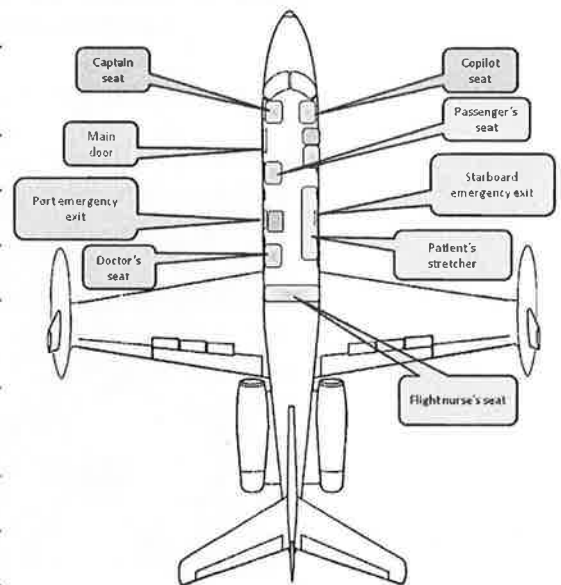 Captain
seat
Copilot
seat
Passenger's
seat
Main
door
Starboard
emergency exit
Port emergency
exit
Patient's
stretcher
Doctor's
seat
Flight nurse's seat